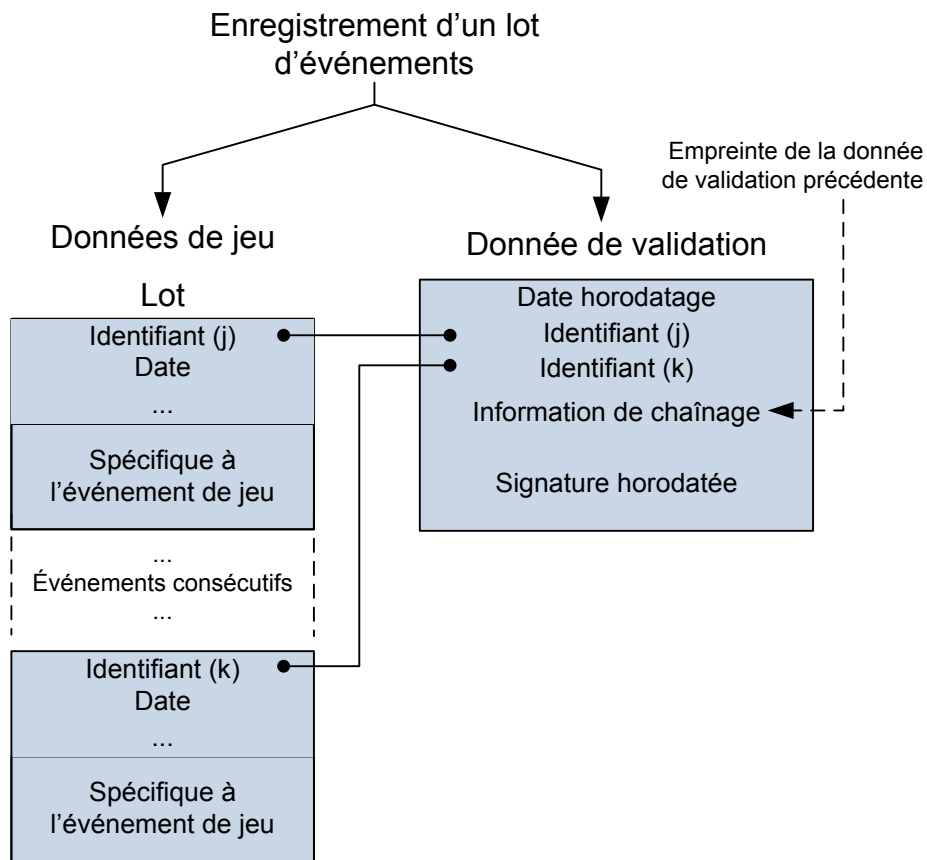 Enregistrement d’un lot
d’événements
Empreinte de la donnée
de validation précédente
Données de jeu
Lot
Identifiant (j)
Date
...
Spécifique à
l’événement de jeu
...
Événements consécutifs
...
Identifiant (k)
Date
...
Spécifique à
l’événement de jeu
Donnée de validation
Date horodatage
Identifiant (j)
Identifiant (k)
Information de chaînage
Signature horodatée